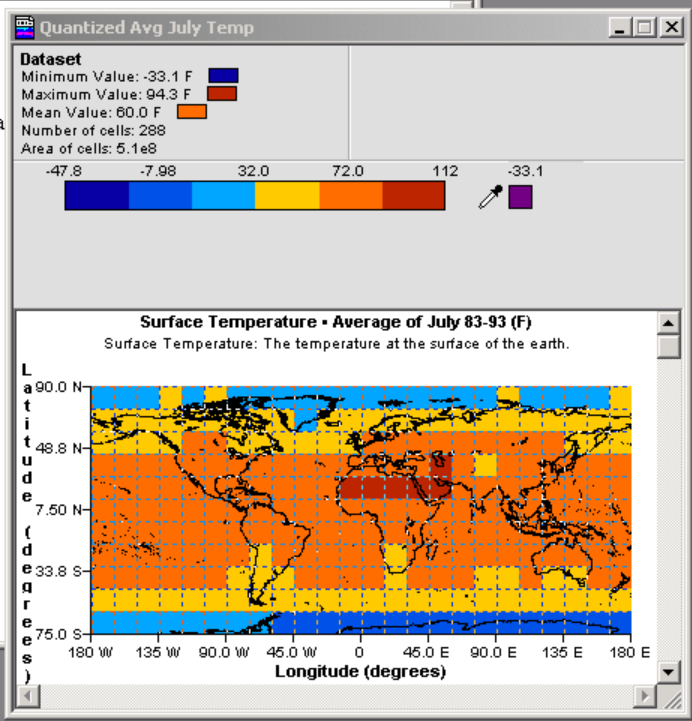 Quantized Avg July Temp
a
Dataset
Minimum Value: -33.1 F
Maximum Value: 94.3 F
Mean Value: 60.0 F
Number of cells: 288
Area of cells: 5.1e8
-47.8 -7.98 32.0 72.0 112 -33.1
Surface Temperature • Average of July 83-93 (F)
Surface Temperature: The temperature at the surface of the earth.
Latitude (degrees)
90.0 N
48.8 N
7.50 N
33.8 S
75.0 S
180 W 135 W 90.0 W 45.0 W 0 45.0 E 90.0 E 135 E 180 E
Longitude (degrees)